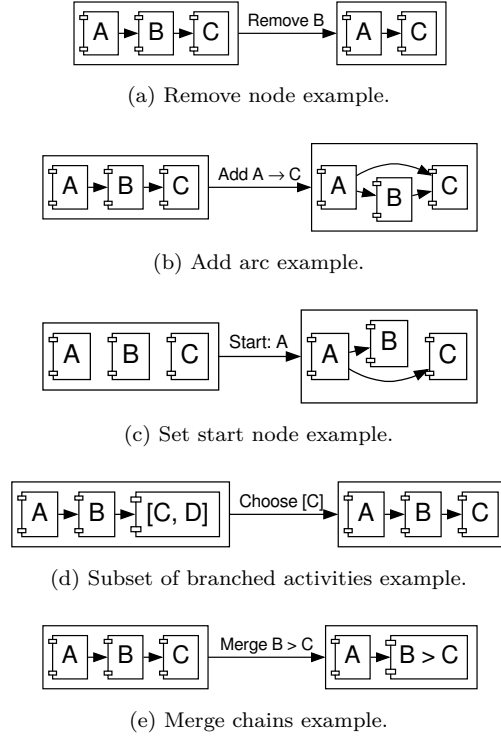 A B C Remove B A C
(a) Remove node example.
A B C Add A → C A B C
(b) Add arc example.
A B C Start: A A B C
(c) Set start node example.
A B [C, D] Choose [C] A B C
(d) Subset of branched activities example.
A B C Merge B > C A B > C
(e) Merge chains example.